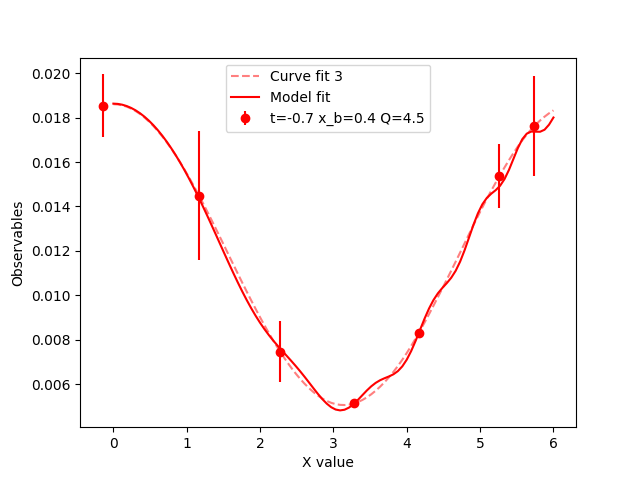 Curve fit 3
Model fit
t=-0.7 x_b=0.4 Q=4.5
0.020
0.018
0.016
0.014
0.012
0.010
0.008
0.006
Observables
0 1 2 3 4 5 6
X value